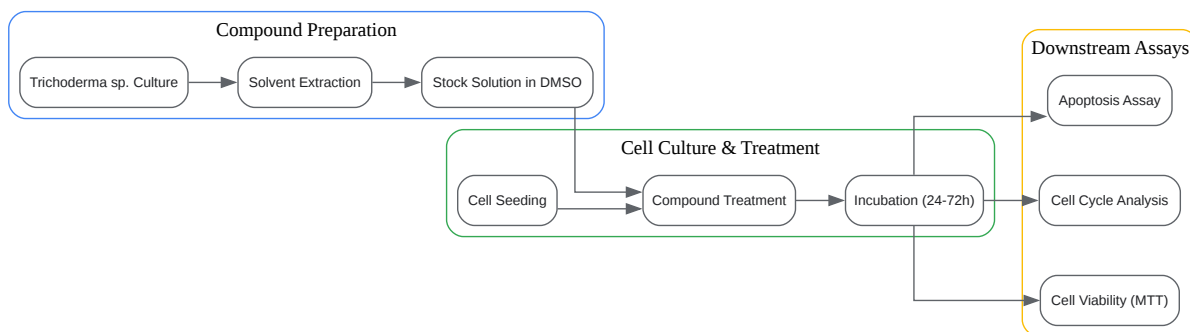 Compound Preparation
Trichoderma sp. Culture
Solvent Extraction
Stock Solution in DMSO
Cell Culture & Treatment
Cell Seeding
Compound Treatment
Incubation (24-72h)
Downstream Assays
Apoptosis Assay
Cell Cycle Analysis
Cell Viability (MTT)